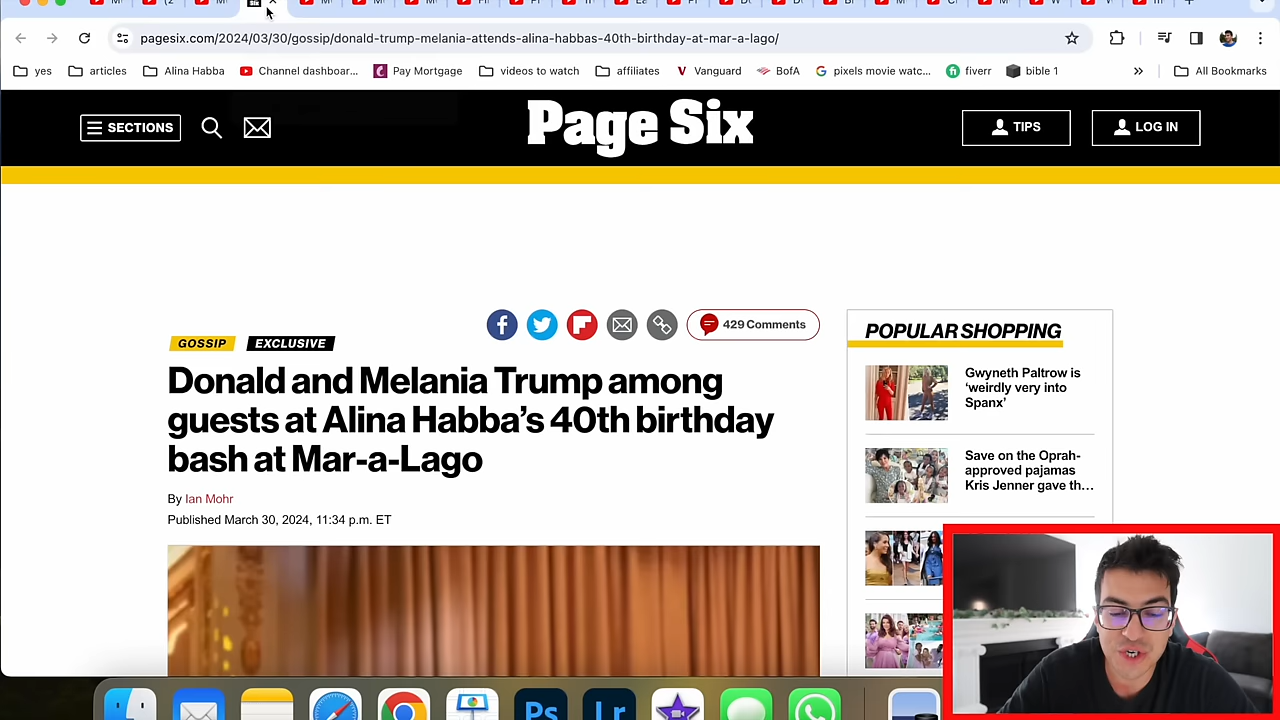 pagesix.com/2024/03/30/gossip/donald-trump-melania-attends-alina-habbas-40th-birthday-at-mar-a-lago/
yes articles Alina Habba Channel dashboar... Pay Mortgage videos to watch affiliates Vanguard BofA pixels movie watc... fiverr bible 1 » All Bookmarks
SECTIONS
Page Six
TIPS
LOG IN
429 Comments
GOSSIP EXCLUSIVE
Donald and Melania Trump among
guests at Alina Habba's 40th birthday
bash at Mar-a-Lago
By Ian Mohr
Published March 30, 2024, 11:34 p.m. ET
POPULAR SHOPPING
Gwyneth Paltrow is
'weirdly very into
Spanx'
Save on the Oprah-
approved pajamas
Kris Jenner gave th...
Ps
Lr